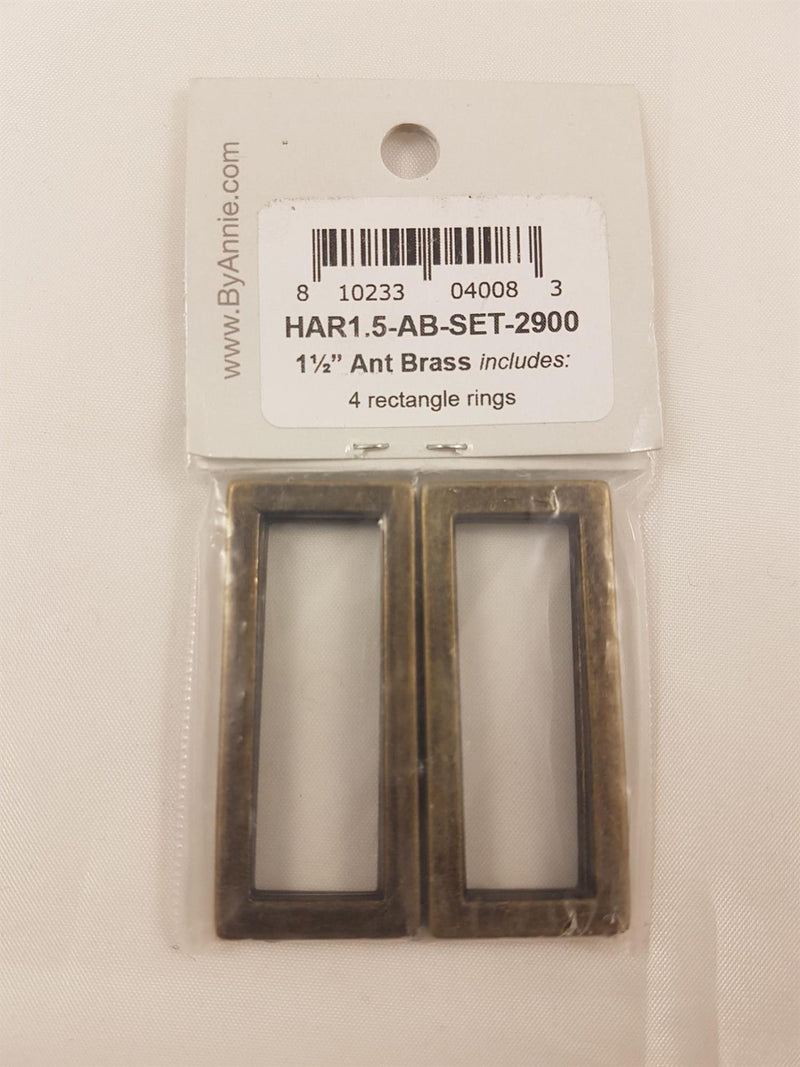 www.ByAnnie.com
8 10233 04008 3
HAR1.5-AB-SET-2900
1½” Ant Brass includes:
4 rectangle rings